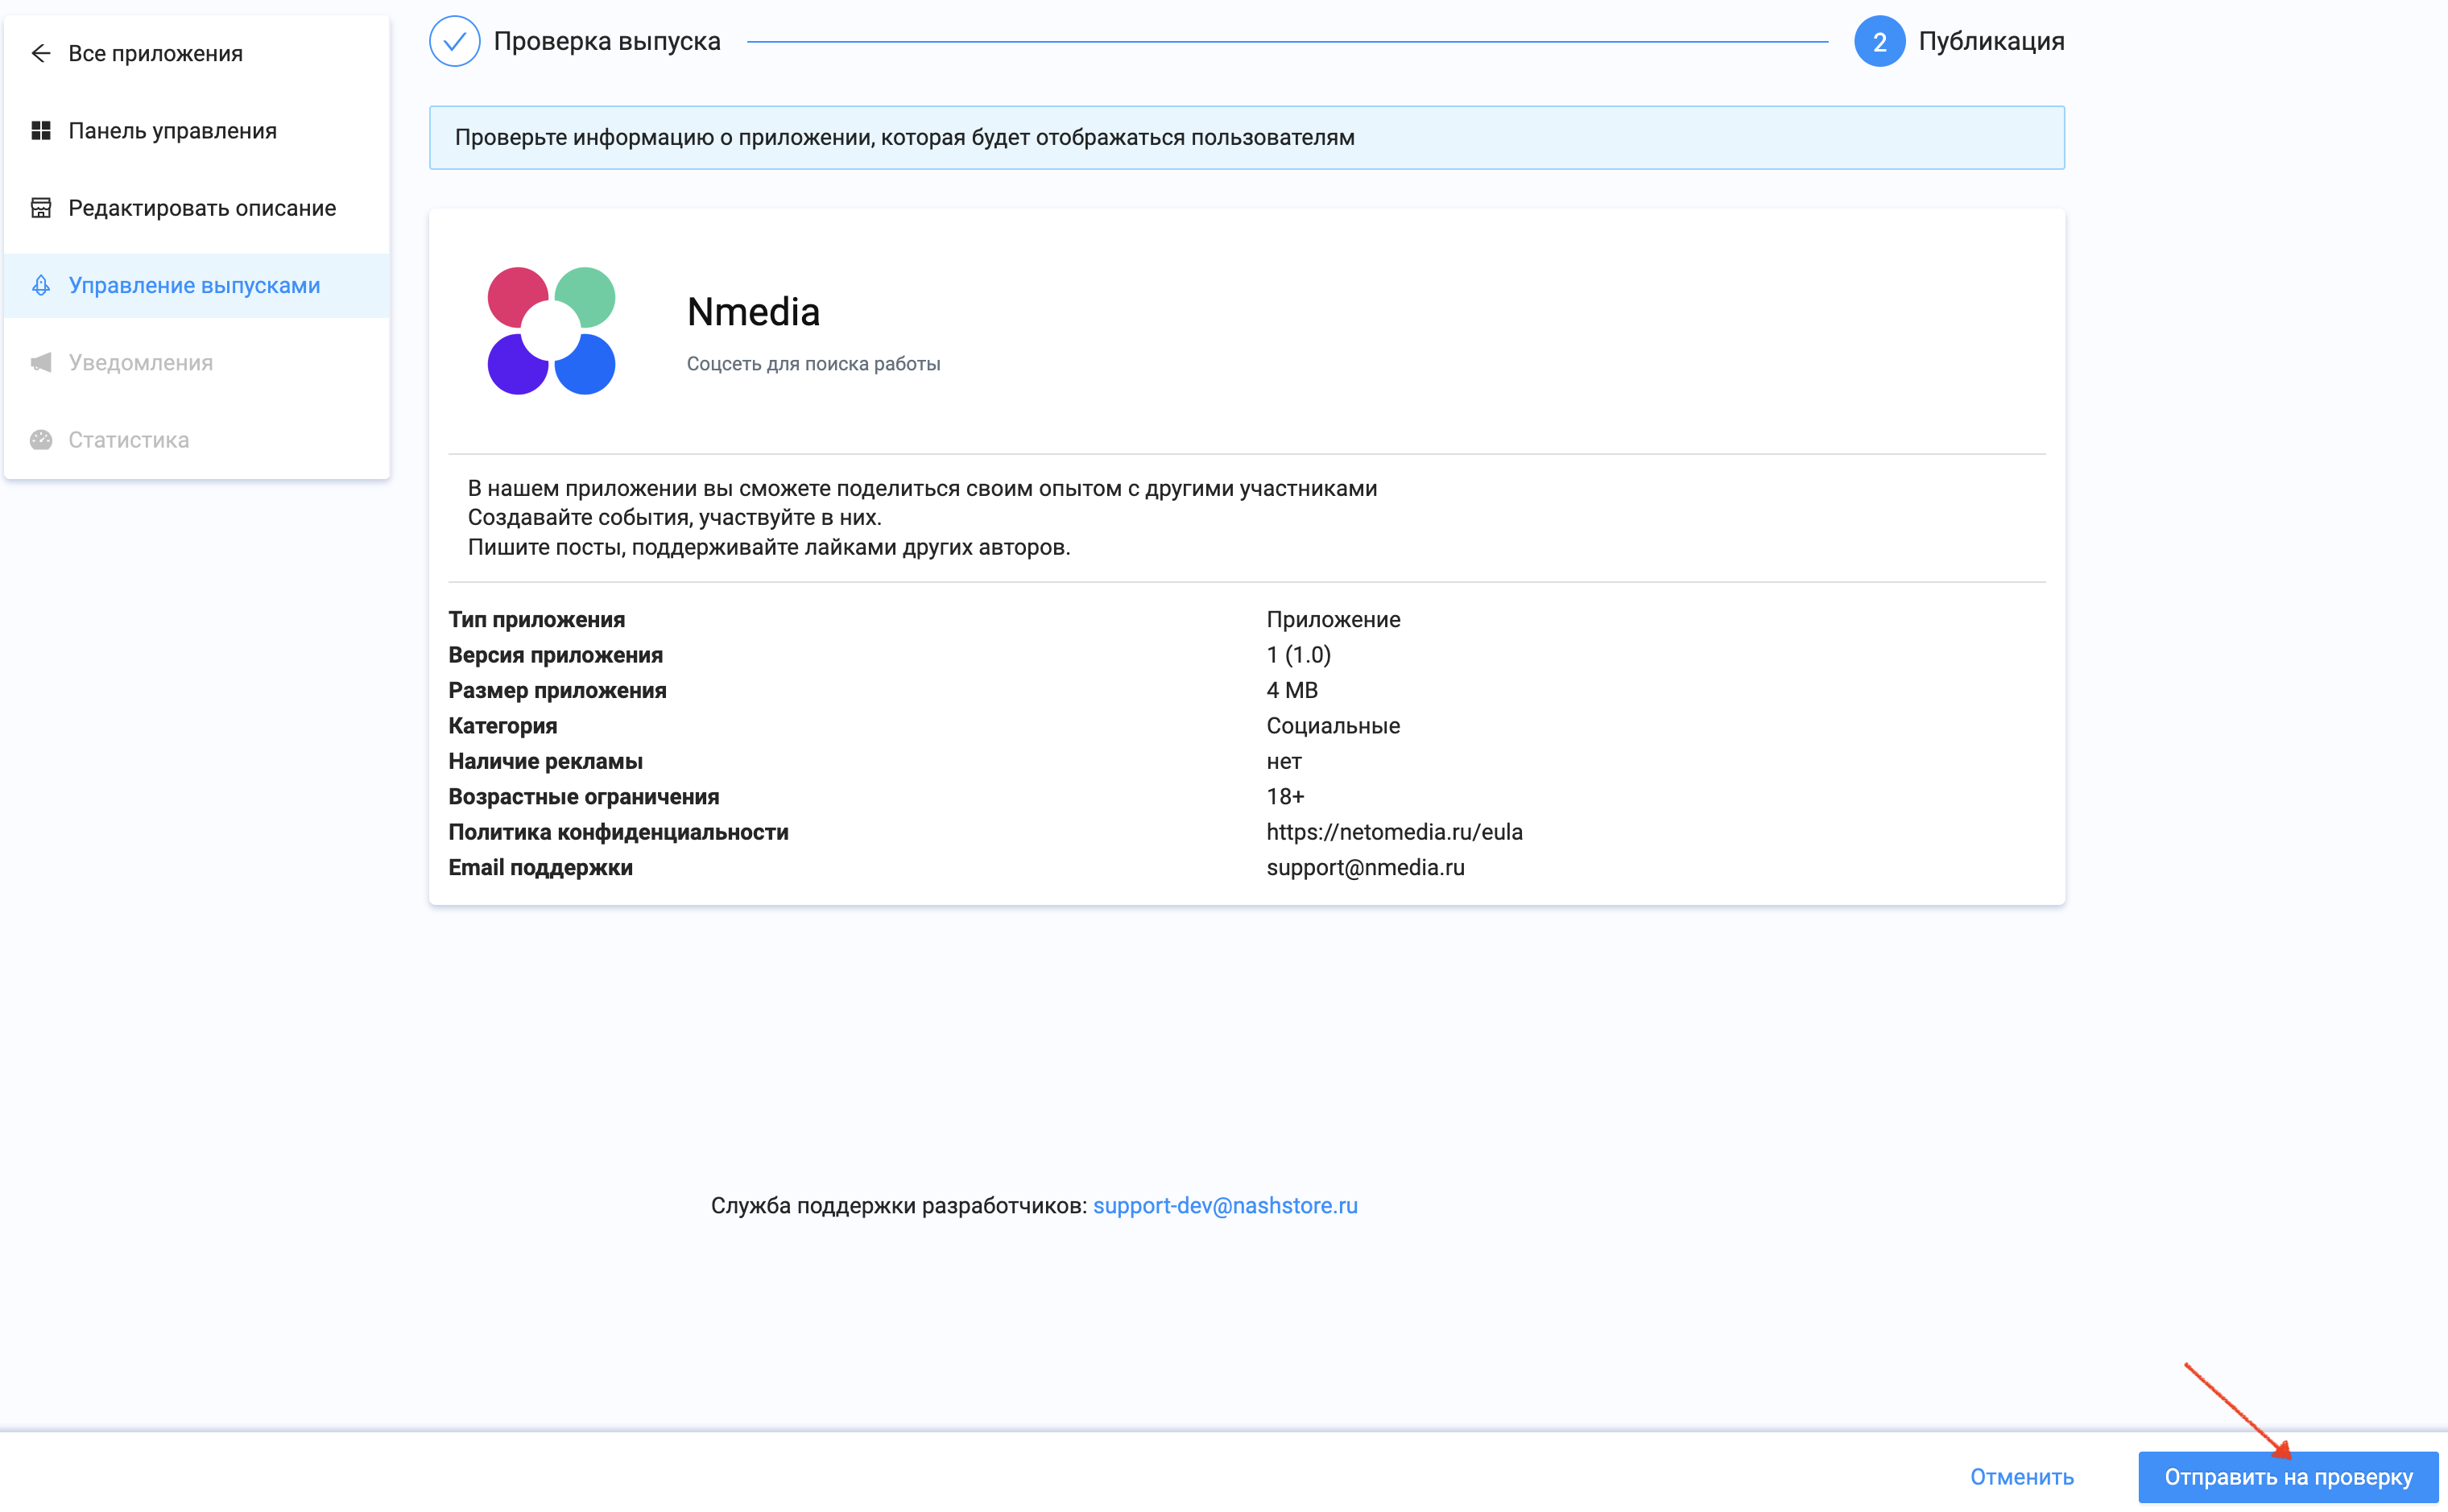 Все приложения
Панель управления
Редактировать описание
Управление выпусками
Уведомления
Статистика
Проверка выпуска
2 Публикация
Проверьте информацию о приложении, которая будет отображаться пользователям
Nmedia
Соцсеть для поиска работы
В нашем приложении вы сможете поделиться своим опытом с другими участниками
Создавайте события, участвуйте в них.
Пишите посты, поддерживайте лайками других авторов.
Тип приложения Приложение
Версия приложения 1 (1.0)
Размер приложения 4 MB
Категория Социальные
Наличие рекламы нет
Возрастные ограничения 18+
Политика конфиденциальности https://netomedia.ru/eula
Email поддержки support@nmedia.ru
Служба поддержки разработчиков: support-dev@nashstore.ru
Отменить
Отправить на проверку